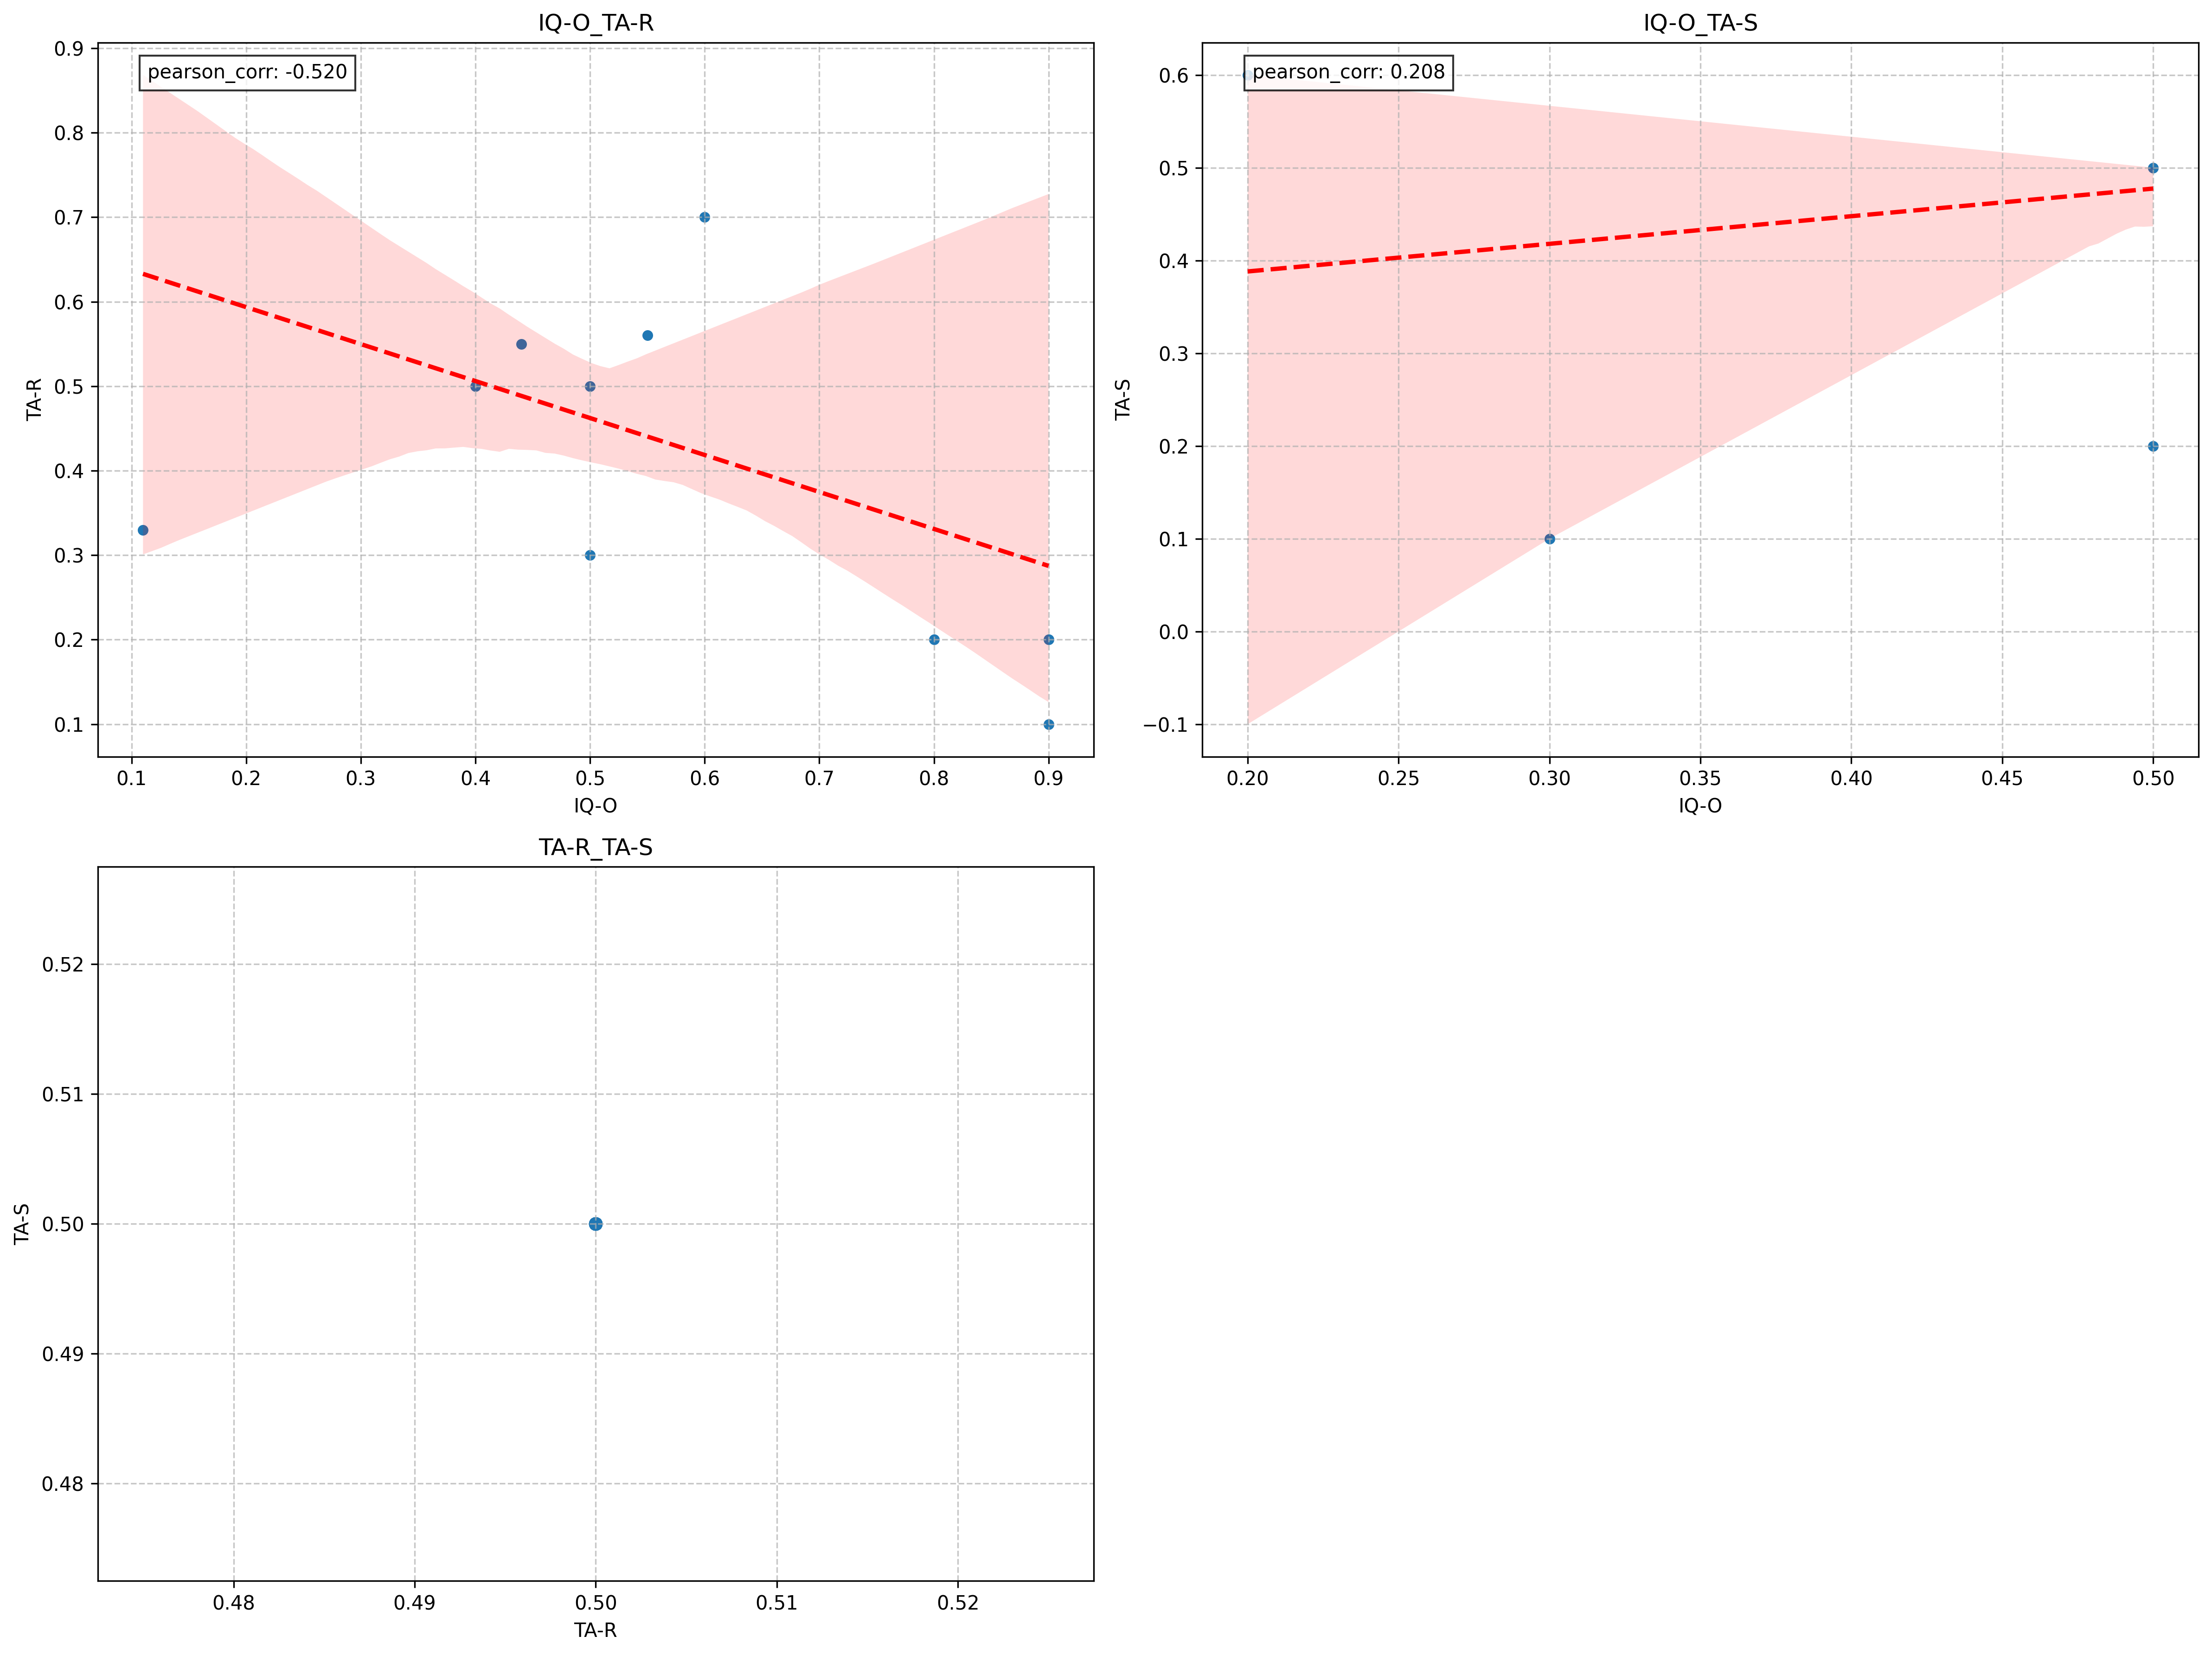 IQ-O_TA-R
pearson_corr: -0.520
0.9
0.8
0.7
0.6
0.5
0.4
0.3
0.2
0.1
TA-R
0.1 0.2 0.3 0.4 0.5 0.6 0.7 0.8 0.9
IQ-O
IQ-O_TA-S
pearson_corr: 0.208
0.6
0.5
0.4
0.3
0.2
0.1
0.0
−0.1
TA-S
0.20 0.25 0.30 0.35 0.40 0.45 0.50
IQ-O
TA-R_TA-S
0.52
0.51
0.50
0.49
0.48
TA-S
0.48 0.49 0.50 0.51 0.52
TA-R